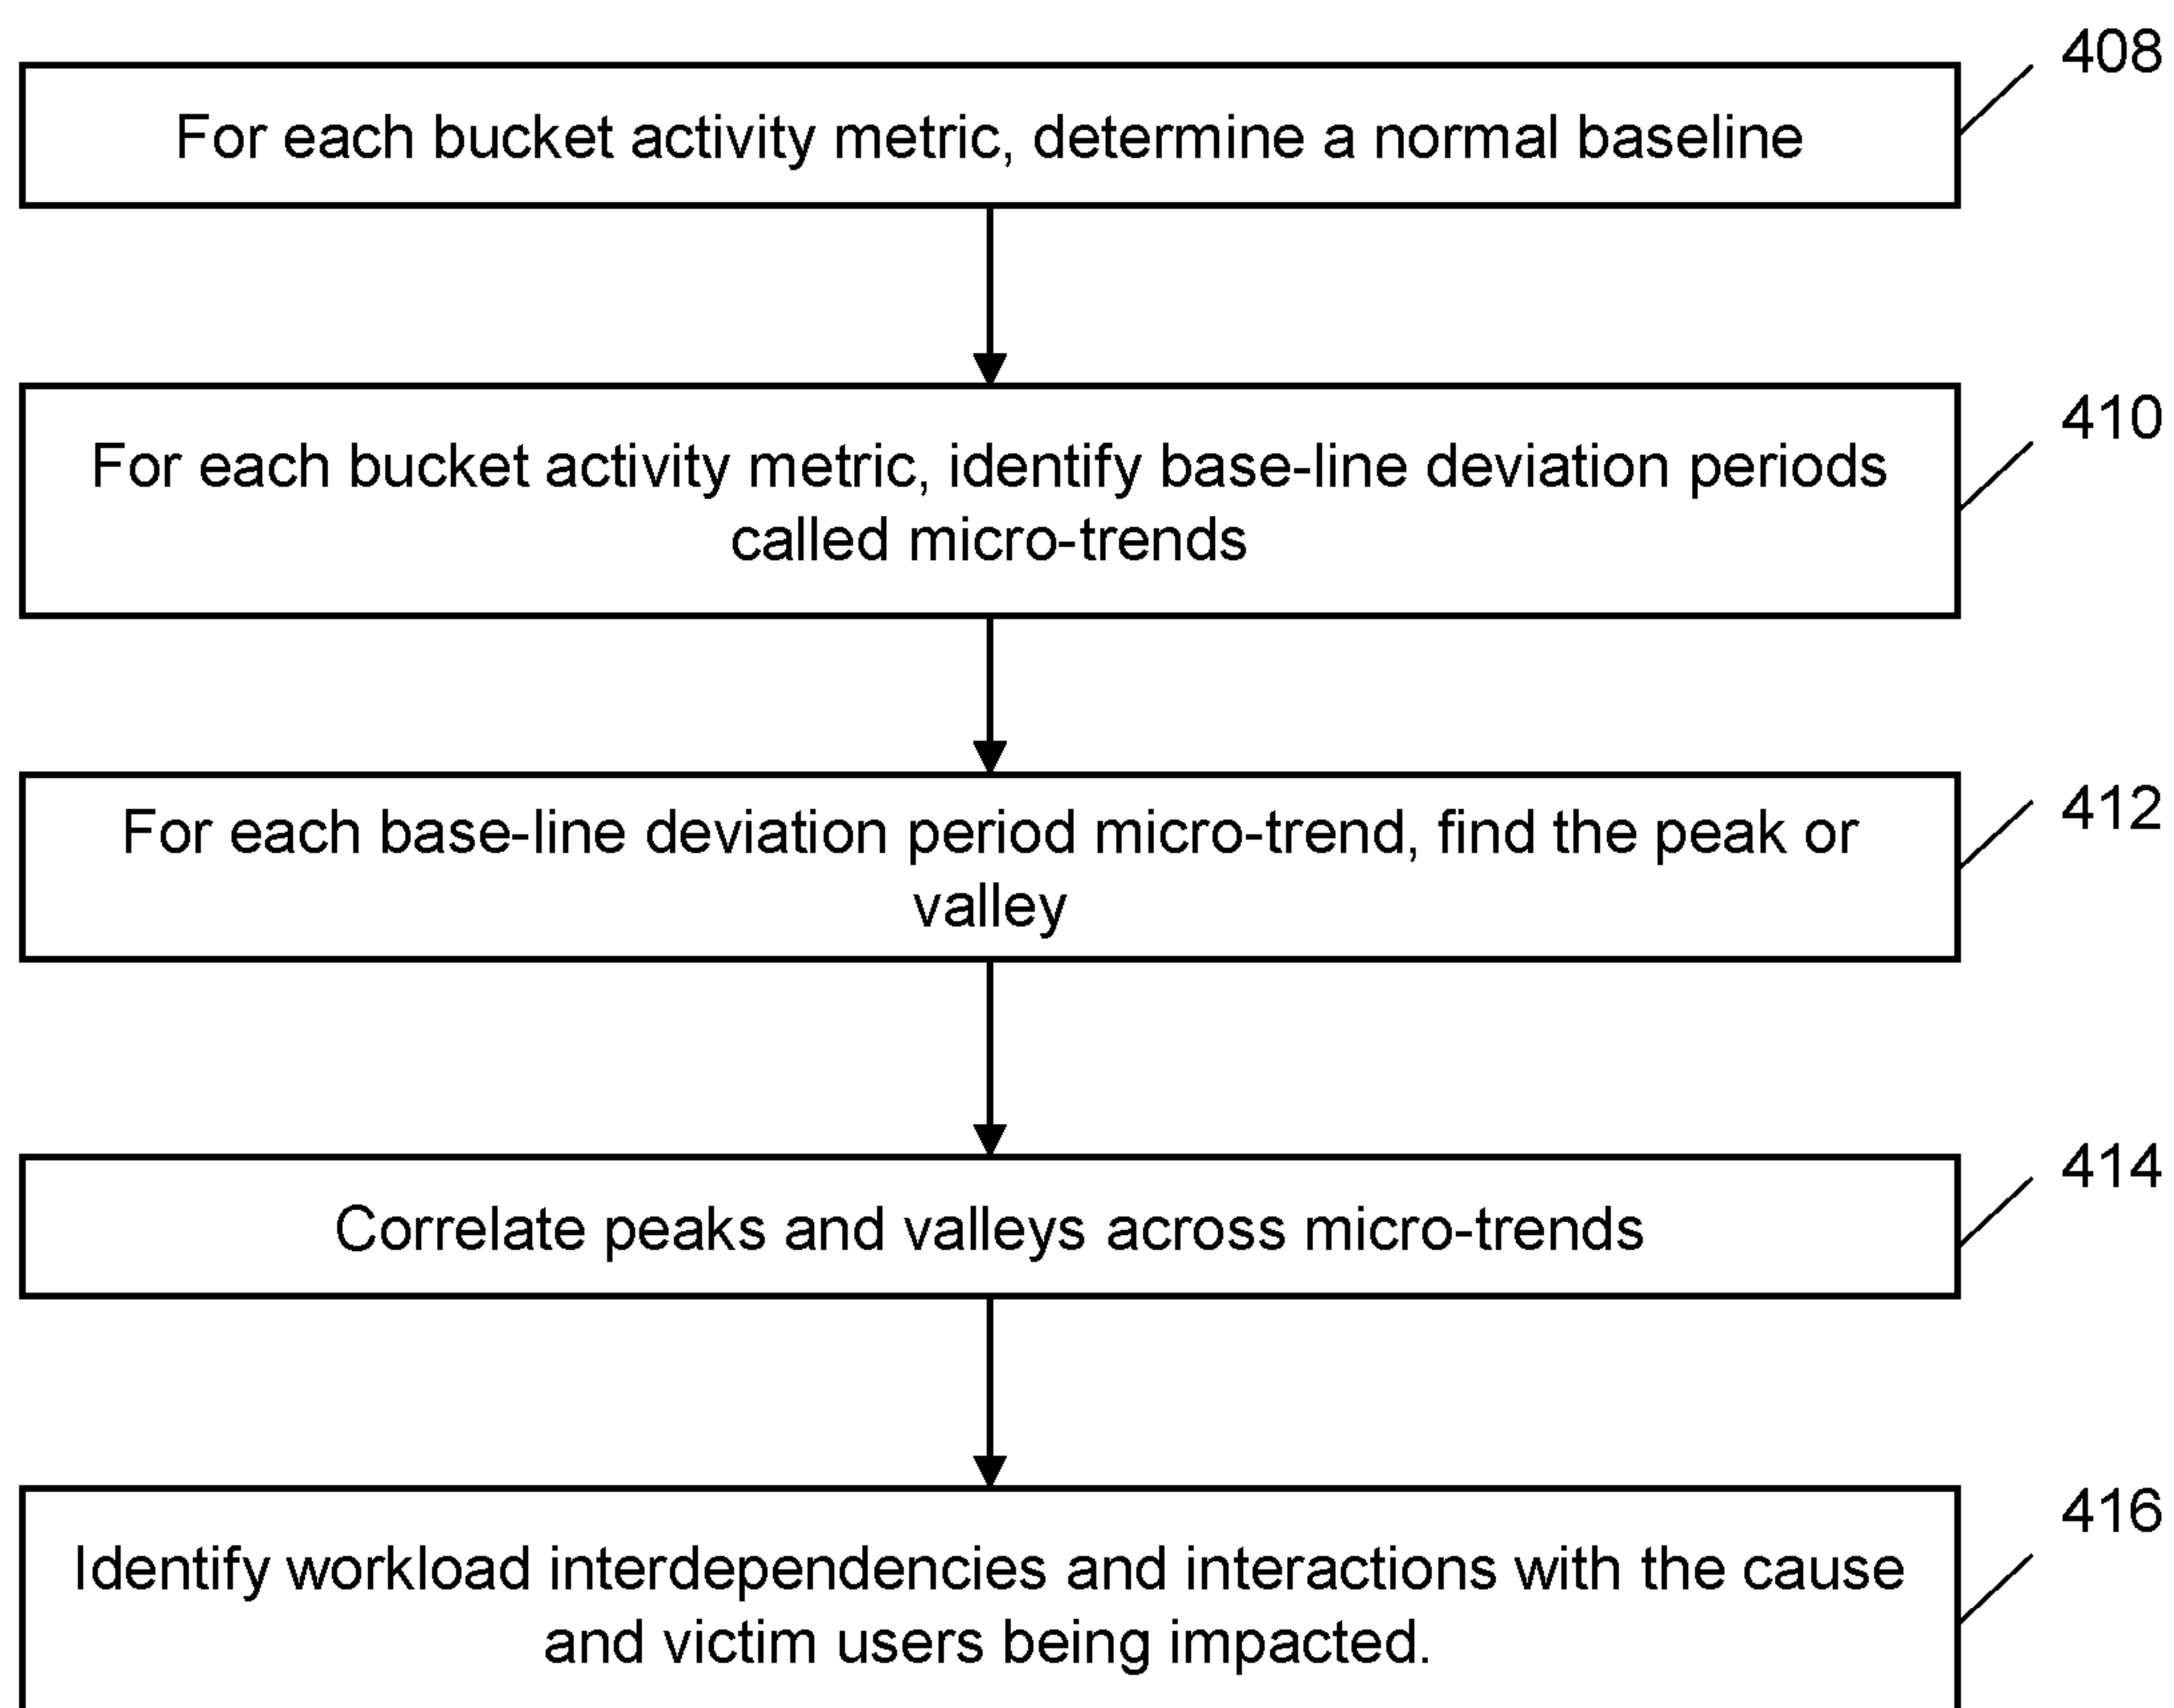 408
For each bucket activity metric, determine a normal baseline
410
For each bucket activity metric, identify base-line deviation periods
called micro-trends
412
For each base-line deviation period micro-trend, find the peak or
valley
414
Correlate peaks and valleys across micro-trends
416
Identify workload interdependencies and interactions with the cause
and victim users being impacted.